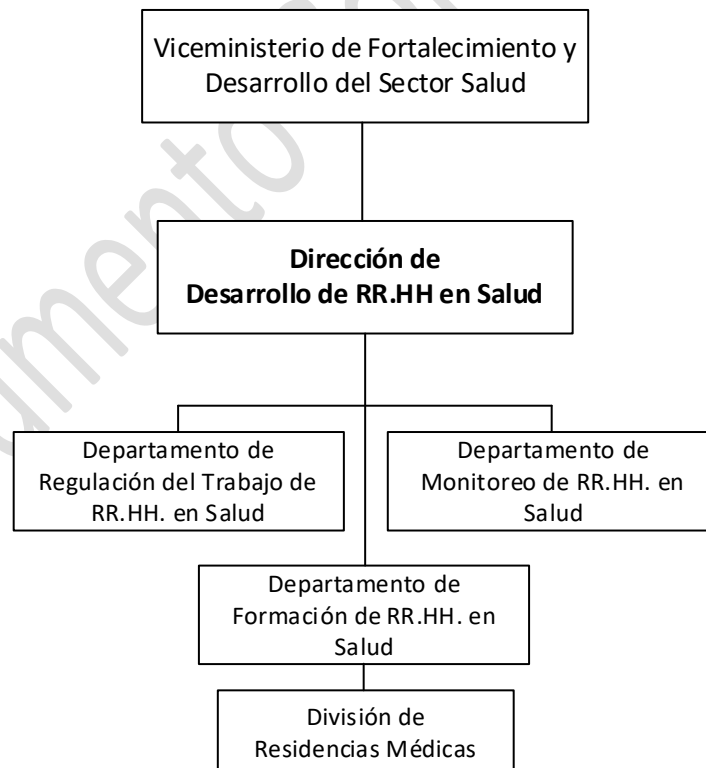 Viceministerio de Fortalecimiento y
Desarrollo del Sector Salud
Dirección de
Desarrollo de RR.HH en Salud
Departamento de
Regulación del Trabajo de
RR.HH. en Salud
Departamento de
Monitoreo de RR.HH. en
Salud
Departamento de
Formación de RR.HH. en
Salud
División de
Residencias Médicas